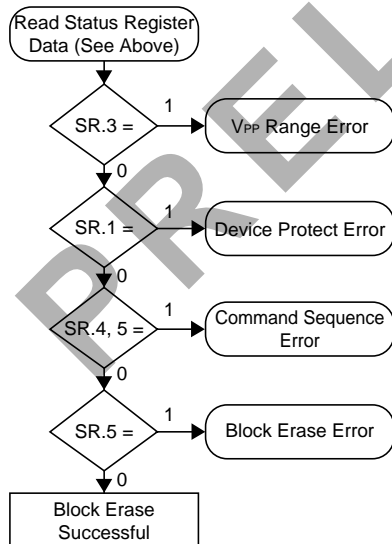 Read Status Register
Data (See Above)
SR.3 =
1
VPP Range Error
0
SR.1 =
1
Device Protect Error
0
SR.4, 5 =
1
Command Sequence
Error
0
SR.5 =
1
Block Erase Error
0
Block Erase
Successful
PREL